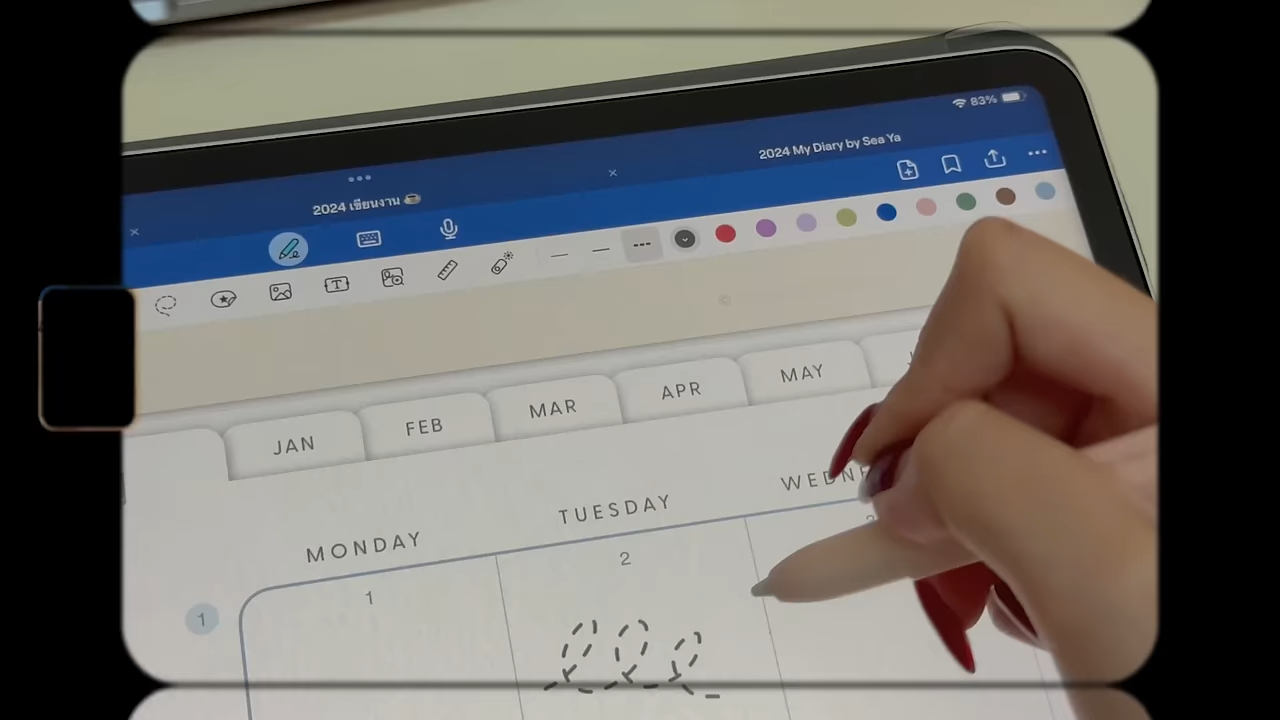 83%
2024 My Diary by Sea Ya
2024 เขียนงาน ☕
T
JAN FEB MAR APR MAY
MONDAY TUESDAY
1 2
1